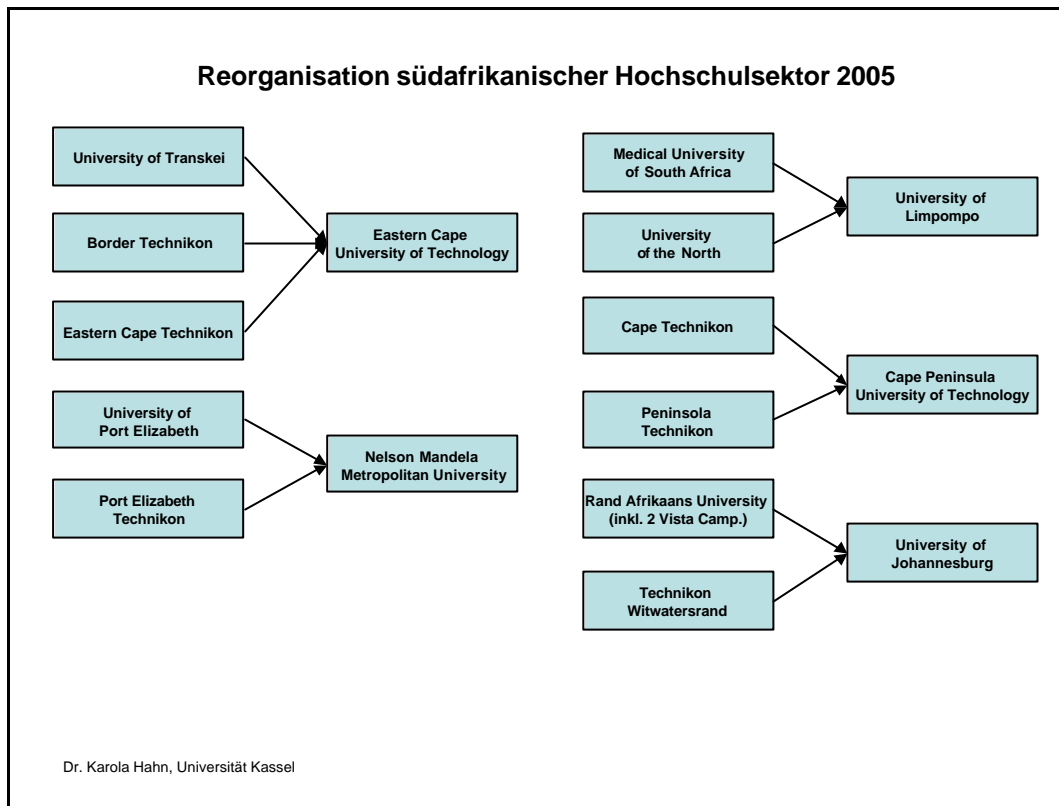 Reorganisation südafrikanischer Hochschulsektor 2005
University of Transkei
Border Technikon
Eastern Cape Technikon
Eastern Cape
University of Technology
University of
Port Elizabeth
Port Elizabeth
Technikon
Nelson Mandela
Metropolitan University
Medical University
of South Africa
University
of the North
University of
Limpompo
Cape Technikon
Peninsola
Technikon
Cape Peninsula
University of Technology
Rand Afrikaans University
(inkl. 2 Vista Camp.)
Technikon
Witwatersrand
University of
Johannesburg
Dr. Karola Hahn, Universität Kassel